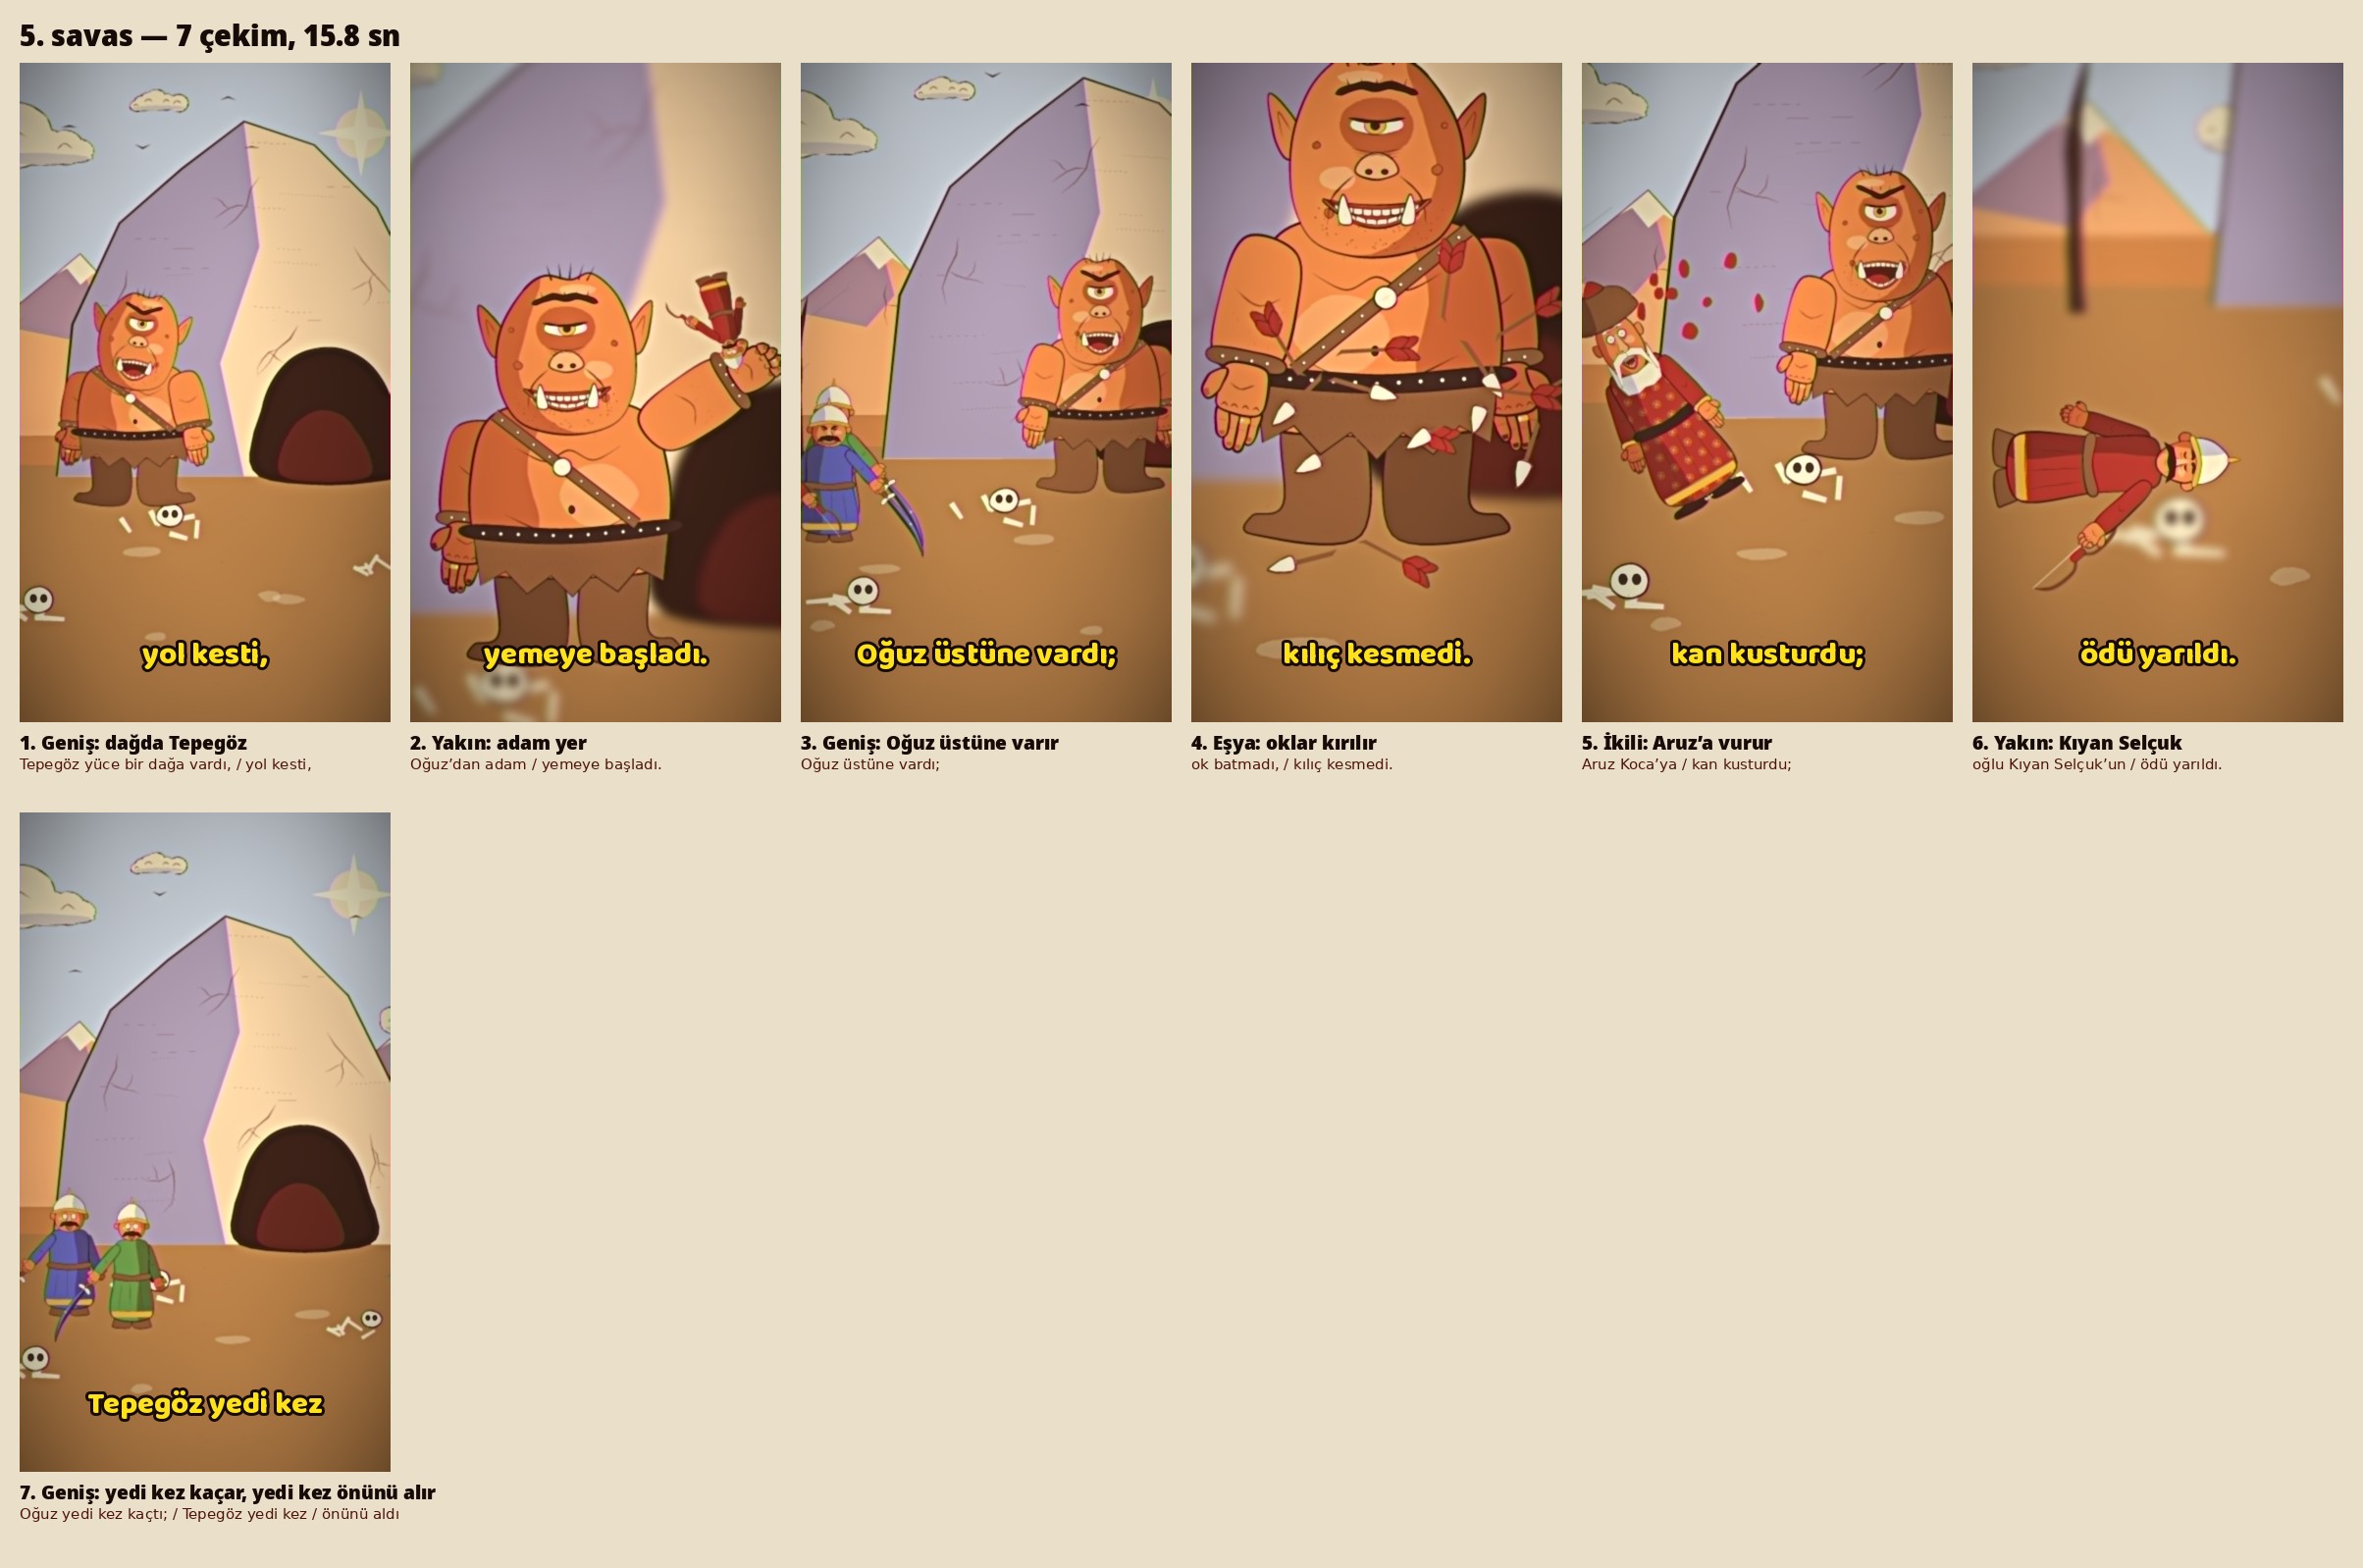 5. savas — 7 çekim, 15.8 sn
yol kesti,
yemeye başladı.
Oğuz üstüne vardı;
kılıç kesmedi.
kan kusturdu;
ödü yarıldı.
1. Geniş: dağda Tepegöz
Tepegöz yüce bir dağa vardı, / yol kesti,
2. Yakın: adam yer
Oğuz’dan adam / yemeye başladı.
3. Geniş: Oğuz üstüne varır
Oğuz üstüne vardı;
4. Eşya: oklar kırılır
ok batmadı, / kılıç kesmedi.
5. İkili: Aruz’a vurur
Aruz Koca’ya / kan kusturdu;
6. Yakın: Kıyan Selçuk
oğlu Kıyan Selçuk’un / ödü yarıldı.
Tepegöz yedi kez
7. Geniş: yedi kez kaçar, yedi kez önünü alır
Oğuz yedi kez kaçtı; / Tepegöz yedi kez / önünü aldı